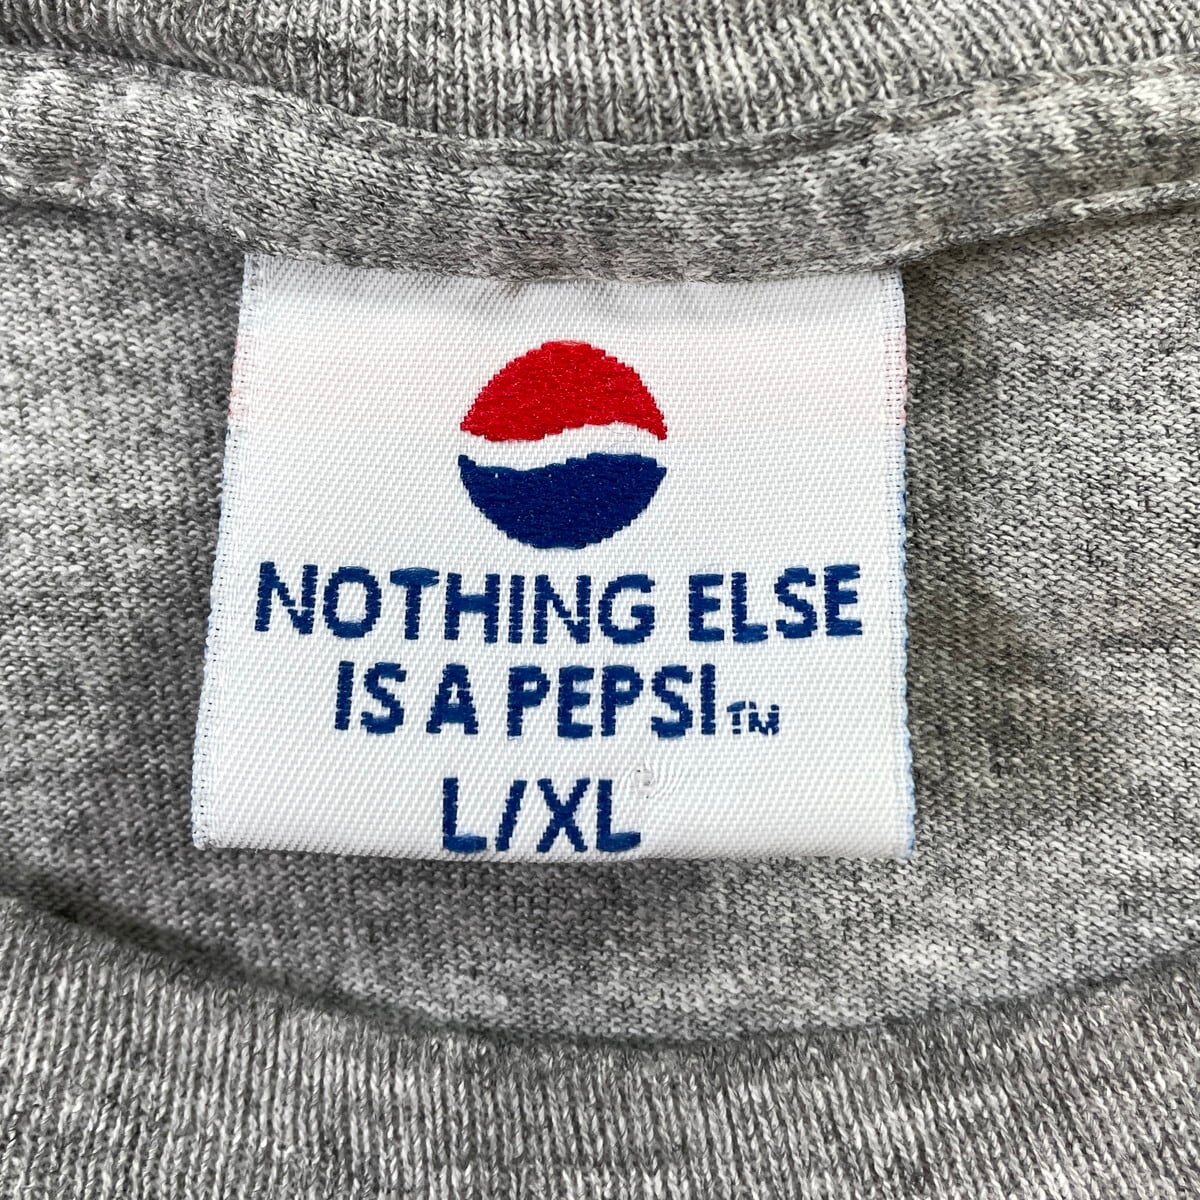 NOTHING ELSE
IS A PEPSI™
L/XL